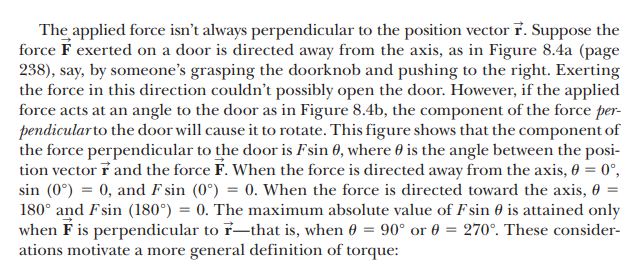 The applied force isn't always perpendicular to the position vector r⃗. Suppose the
force F⃗ exerted on a door is directed away from the axis, as in Figure 8.4a (page
238), say, by someone's grasping the doorknob and pushing to the right. Exerting
the force in this direction couldn't possibly open the door. However, if the applied
force acts at an angle to the door as in Figure 8.4b, the component of the force per-
pendicular to the door will cause it to rotate. This figure shows that the component of
the force perpendicular to the door is F sin θ, where θ is the angle between the posi-
tion vector r⃗ and the force F⃗. When the force is directed away from the axis, θ = 0°,
sin (0°) = 0, and F sin (0°) = 0. When the force is directed toward the axis, θ =
180° and F sin (180°) = 0. The maximum absolute value of F sin θ is attained only
when F⃗ is perpendicular to r⃗—that is, when θ = 90° or θ = 270°. These consider-
ations motivate a more general definition of torque: